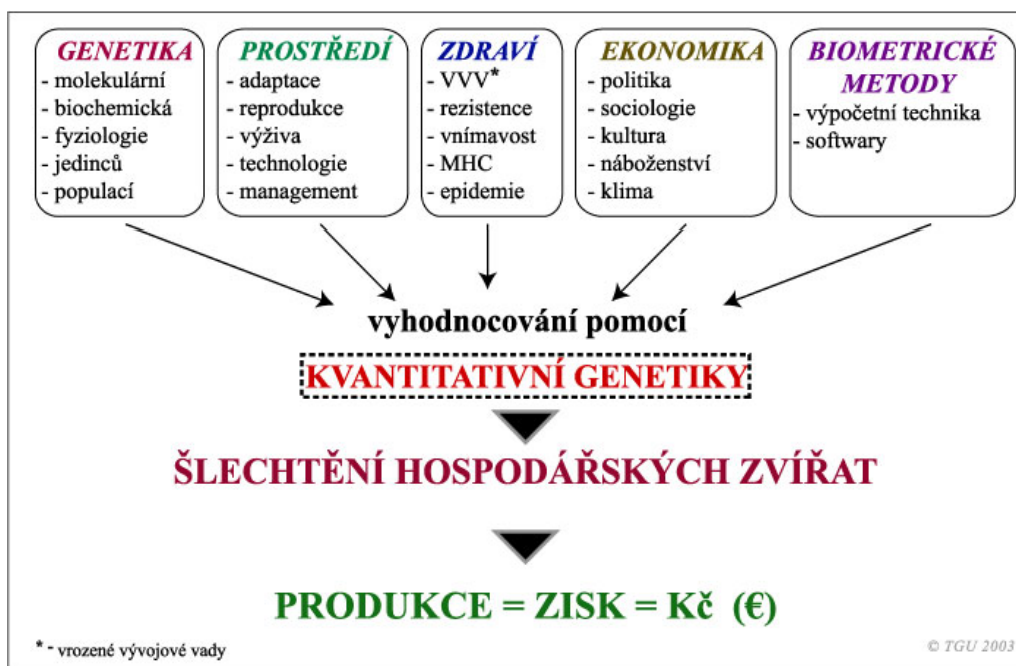 GENETIKA
- molekulární
- biochemická
- fyziologie
- jedinců
- populací
PROSTŘEDÍ
- adaptace
- reprodukce
- výživa
- technologie
- management
ZDRAVÍ
- VVV*
- rezistence
- vnímavost
- MHC
- epidemie
EKONOMIKA
- politika
- sociologie
- kultura
- náboženství
- klima
BIOMETRICKÉ
METODY
- výpočetní technika
- softwary
vyhodnocování pomocí
KVANTITATIVNÍ GENETIKY
ŠLECHTĚNÍ HOSPODÁŘSKÝCH ZVÍŘAT
PRODUKCE = ZISK = Kč (€)
* - vrozené vývojové vady
© TGU 2003